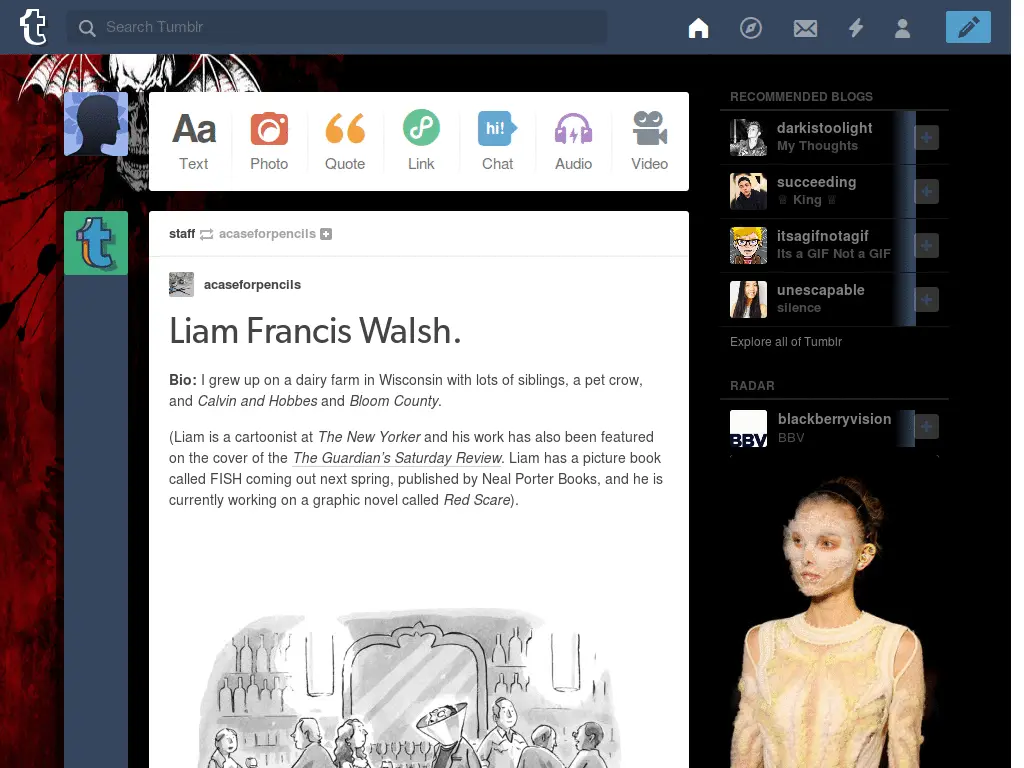 Search Tumblr
Aa
hi!
Text
Photo
Quote
Link
Chat
Audio
Video
staff acaseforpencils
acaseforpencils
Liam Francis Walsh.
Bio: I grew up on a dairy farm in Wisconsin with lots of siblings, a pet crow,
and Calvin and Hobbes and Bloom County.
(Liam is a cartoonist at The New Yorker and his work has also been featured
on the cover of the The Guardian’s Saturday Review. Liam has a picture book
called FISH coming out next spring, published by Neal Porter Books, and he is
currently working on a graphic novel called Red Scare).
RECOMMENDED BLOGS
darkistoolight
My Thoughts
succeeding
♕ King ♕
itsagifnotagif
Its a GIF Not a GIF
unescapable
silence
Explore all of Tumblr
RADAR
BBV
blackberryvision
BBV